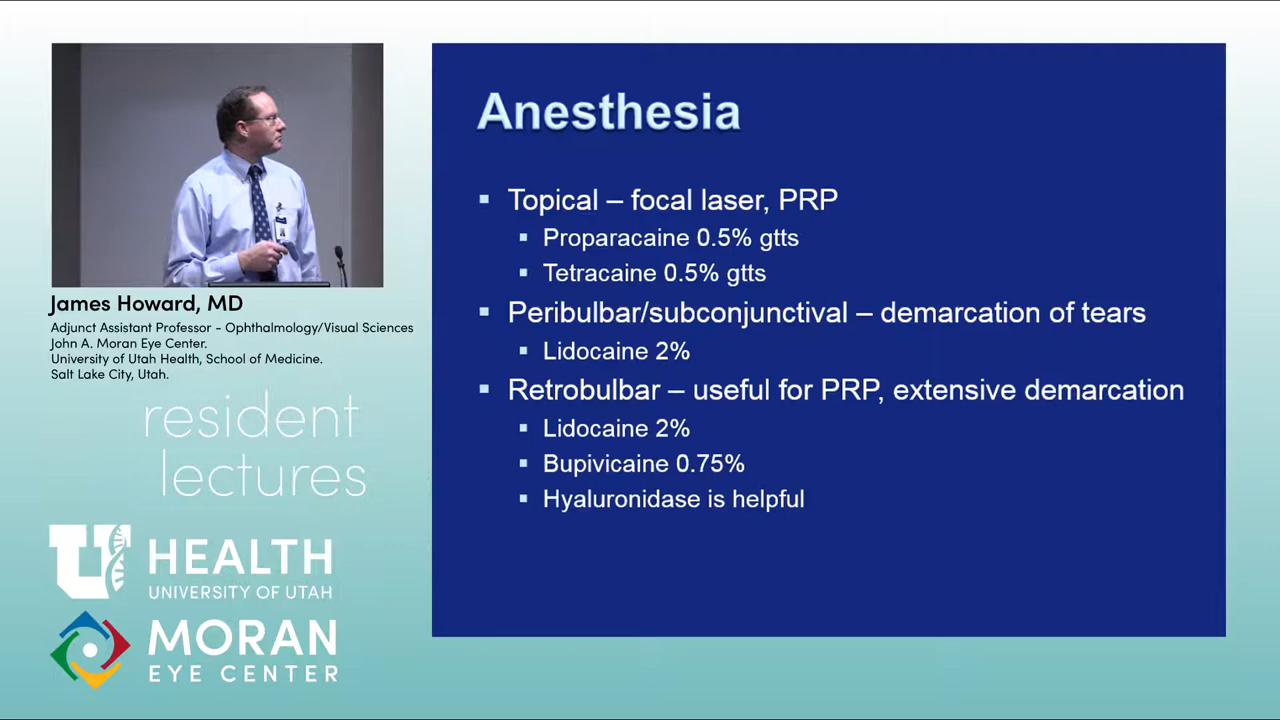 James Howard, MD
Adjunct Assistant Professor - Ophthalmology/Visual Sciences
John A. Moran Eye Center.
University of Utah Health, School of Medicine.
Salt Lake City, Utah.
resident
lectures
U HEALTH
UNIVERSITY OF UTAH
MORAN
EYE CENTER
Anesthesia
▪ Topical – focal laser, PRP
▪ Proparacaine 0.5% gtts
▪ Tetracaine 0.5% gtts
▪ Peribulbar/subconjunctival – demarcation of tears
▪ Lidocaine 2%
▪ Retrobulbar – useful for PRP, extensive demarcation
▪ Lidocaine 2%
▪ Bupivicaine 0.75%
▪ Hyaluronidase is helpful